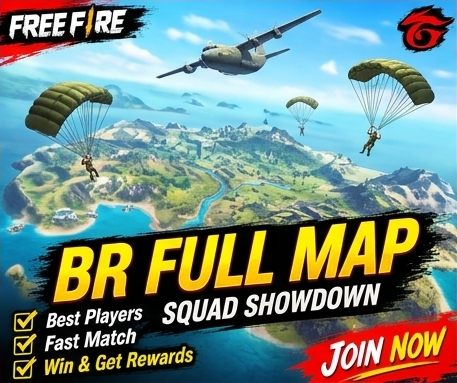 FREE FIRE
BR FULL MAP
SQUAD SHOWDOWN
Best Players
Fast Match
Win & Get Rewards
JOIN NOW